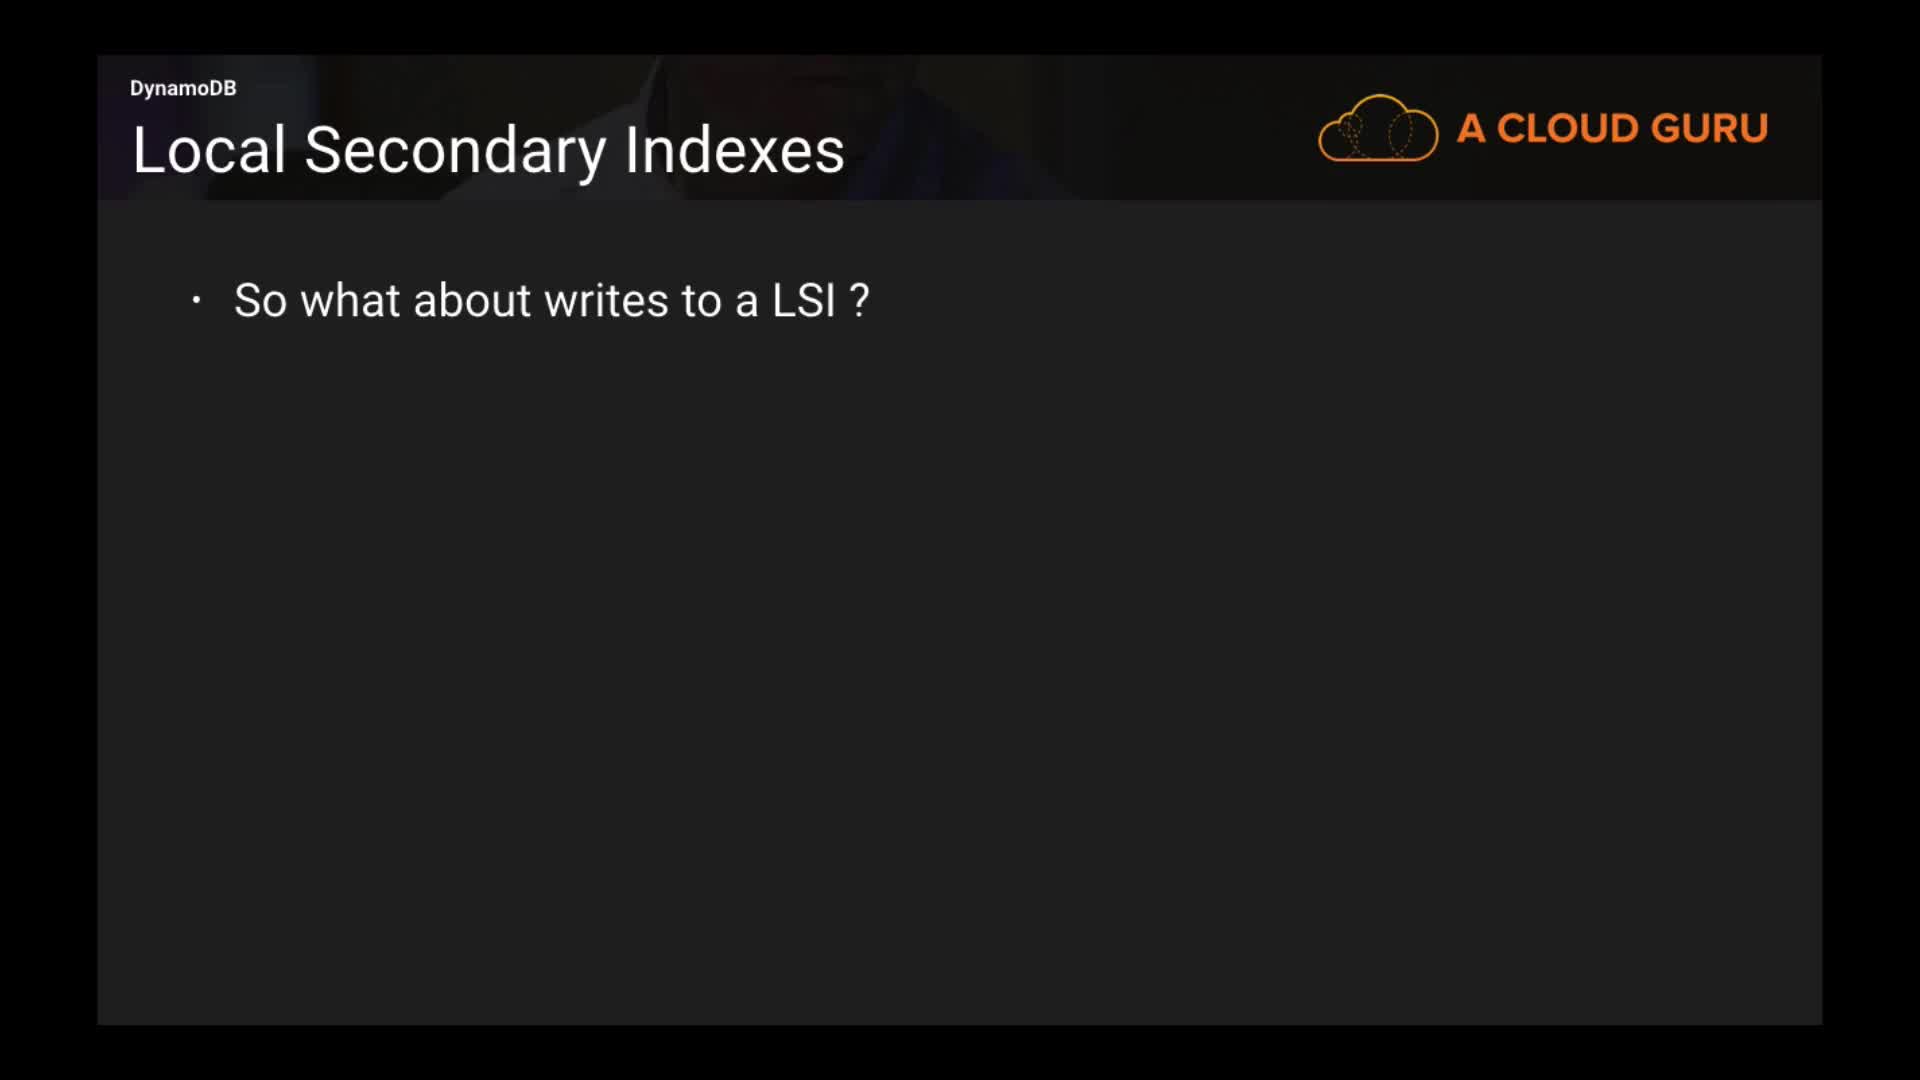 DynamoDB
Local Secondary Indexes
A CLOUD GURU
• So what about writes to a LSI ?